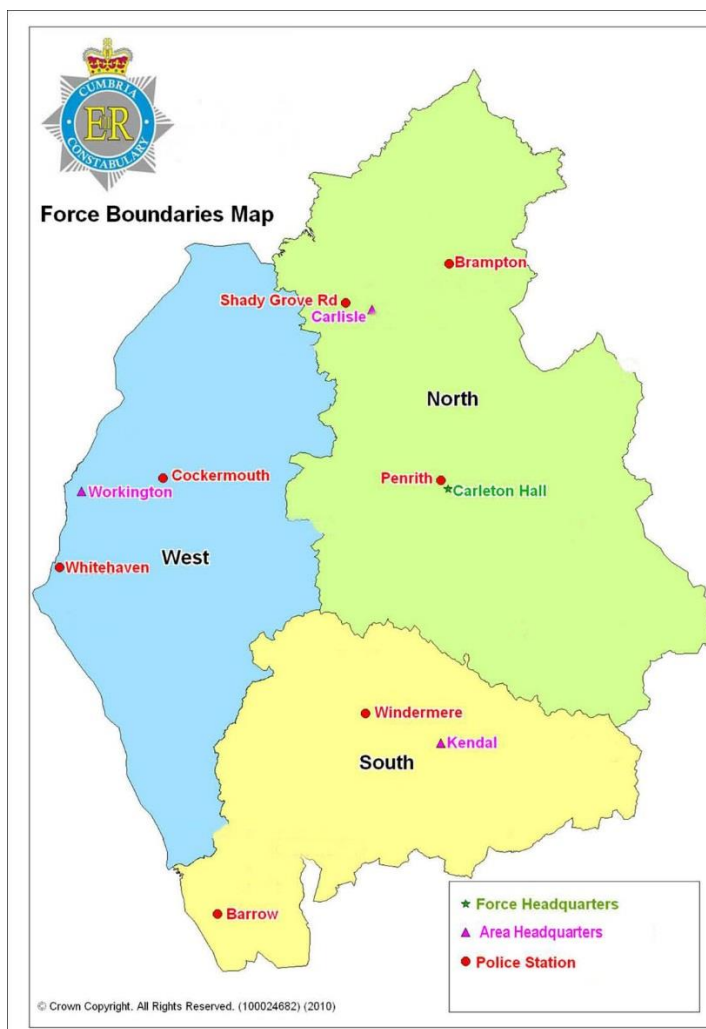 CUMBRIA
EIIR
CONSTABULARY
Force Boundaries Map
Brampton
Shady Grove Rd
Carlisle
North
Cockermouth
Penrith
Workington
Carleton Hall
West
Whitehaven
Windermere
Kendal
South
Barrow
Force Headquarters
Area Headquarters
Police Station
© Crown Copyright. All Rights Reserved. (100024682) (2010)